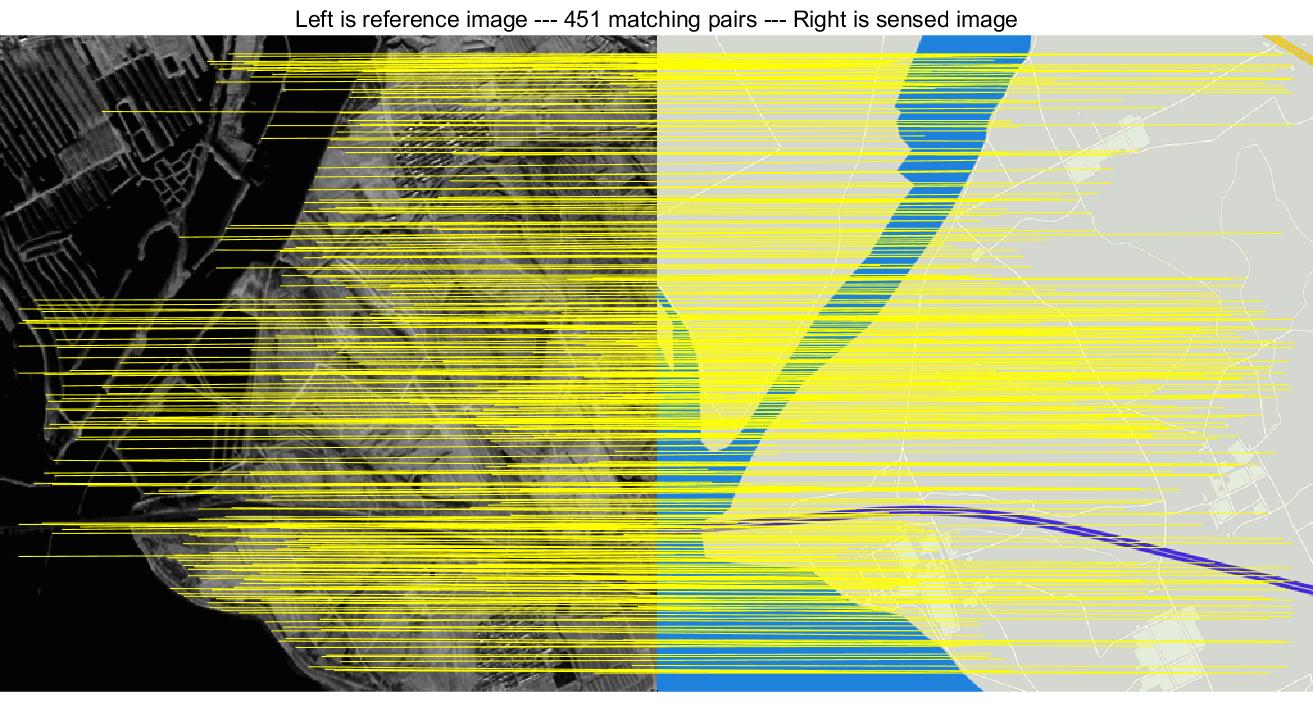 Left is reference image --- 451 matching pairs --- Right is sensed image